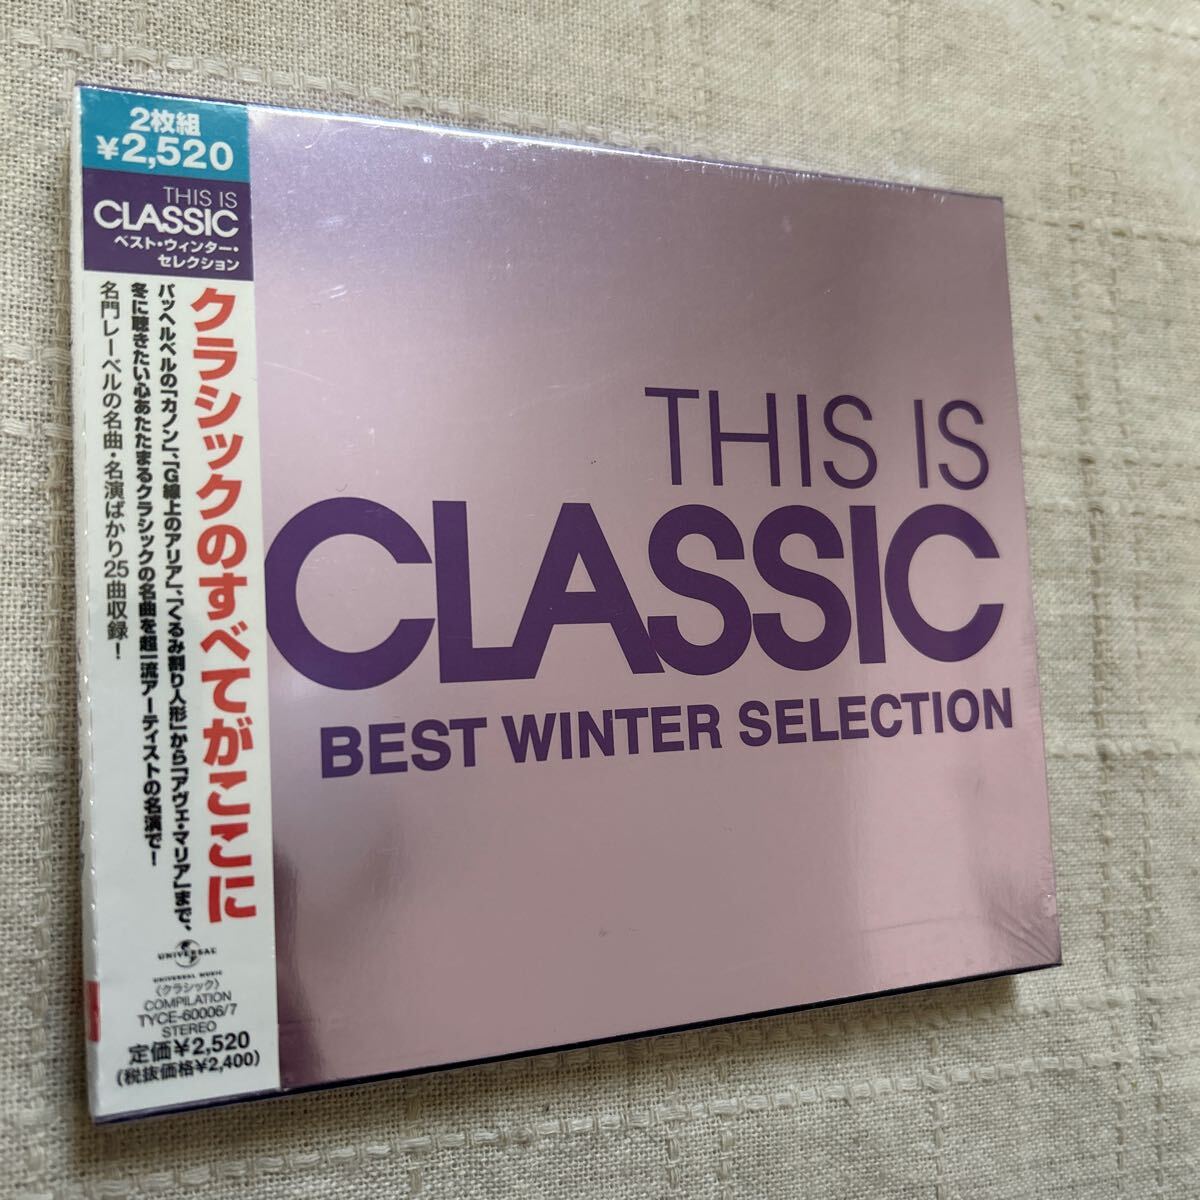 2枚組
¥2,520
THIS IS
CLASSIC
ベスト・ウィンター・
セレクション
クラシックのすべてがここに
パッヘルベルの「カノン」、「G線上のアリア」、「くるみ割り人形」から「アヴェ・マリア」まで、
冬に聴きたい心あたたまるクラシックの名曲を超一流アーティストの名演で!
名門レーベルの名曲・名演ばかり25曲収録!
UNIVERSAL
UNIVERSAL MUSIC
〈クラシック〉
COMPILATION
TYCE-60006/7
STEREO
定価¥2,520
(税抜価格¥2,400)
THIS IS
CLASSIC
BEST WINTER SELECTION